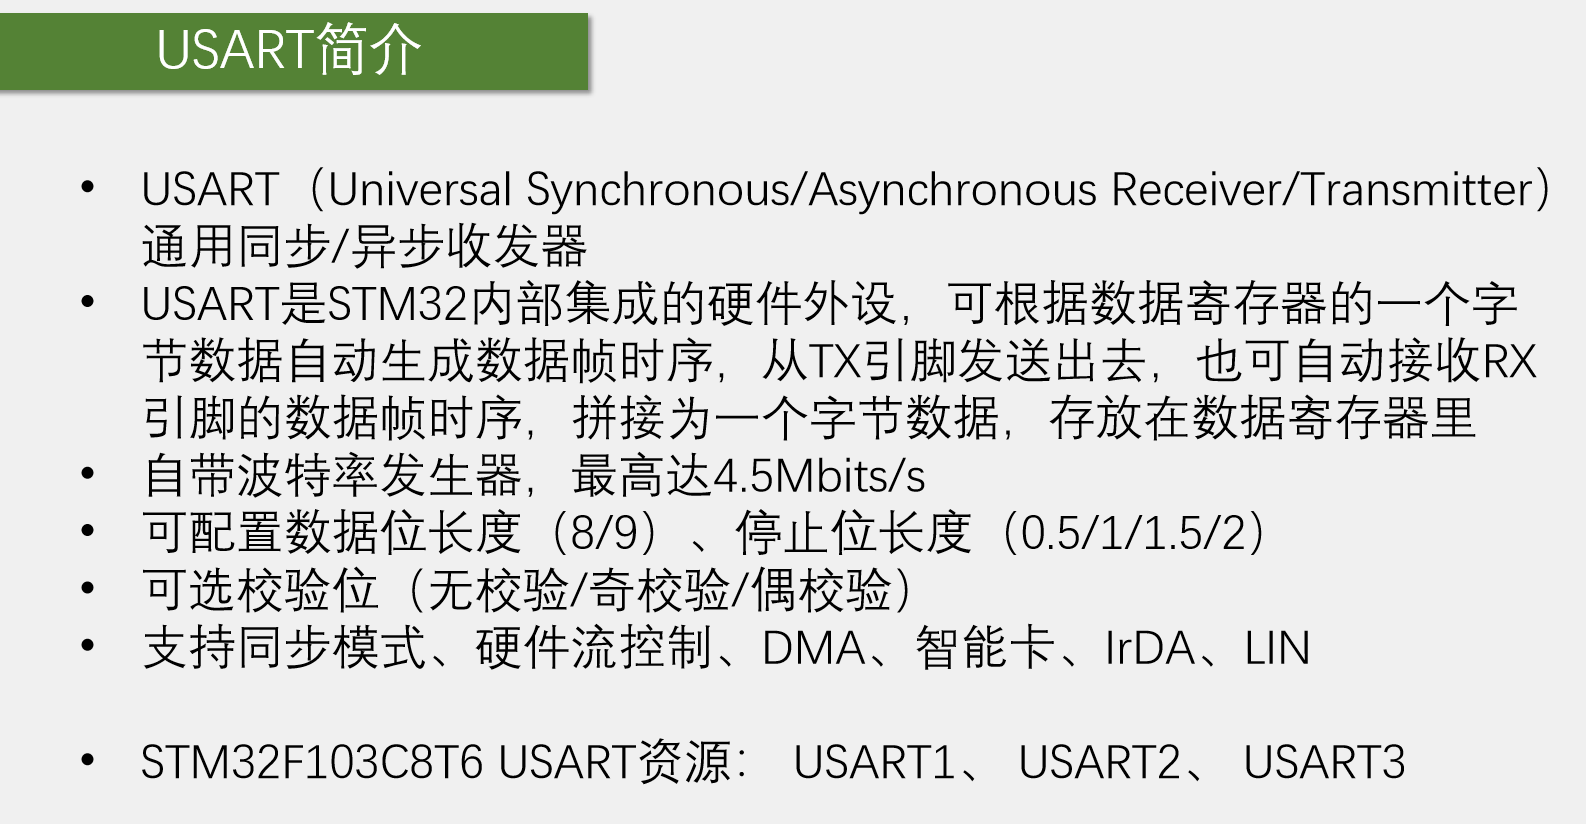 USART简介
• USART（Universal Synchronous/Asynchronous Receiver/Transmitter）
通用同步/异步收发器
• USART是STM32内部集成的硬件外设，可根据数据寄存器的一个字
节数据自动生成数据帧时序，从TX引脚发送出去，也可自动接收RX
引脚的数据帧时序，拼接为一个字节数据，存放在数据寄存器里
• 自带波特率发生器，最高达4.5Mbits/s
• 可配置数据位长度（8/9）、停止位长度（0.5/1/1.5/2）
• 可选校验位（无校验/奇校验/偶校验）
• 支持同步模式、硬件流控制、DMA、智能卡、IrDA、LIN
• STM32F103C8T6 USART资源： USART1、 USART2、 USART3